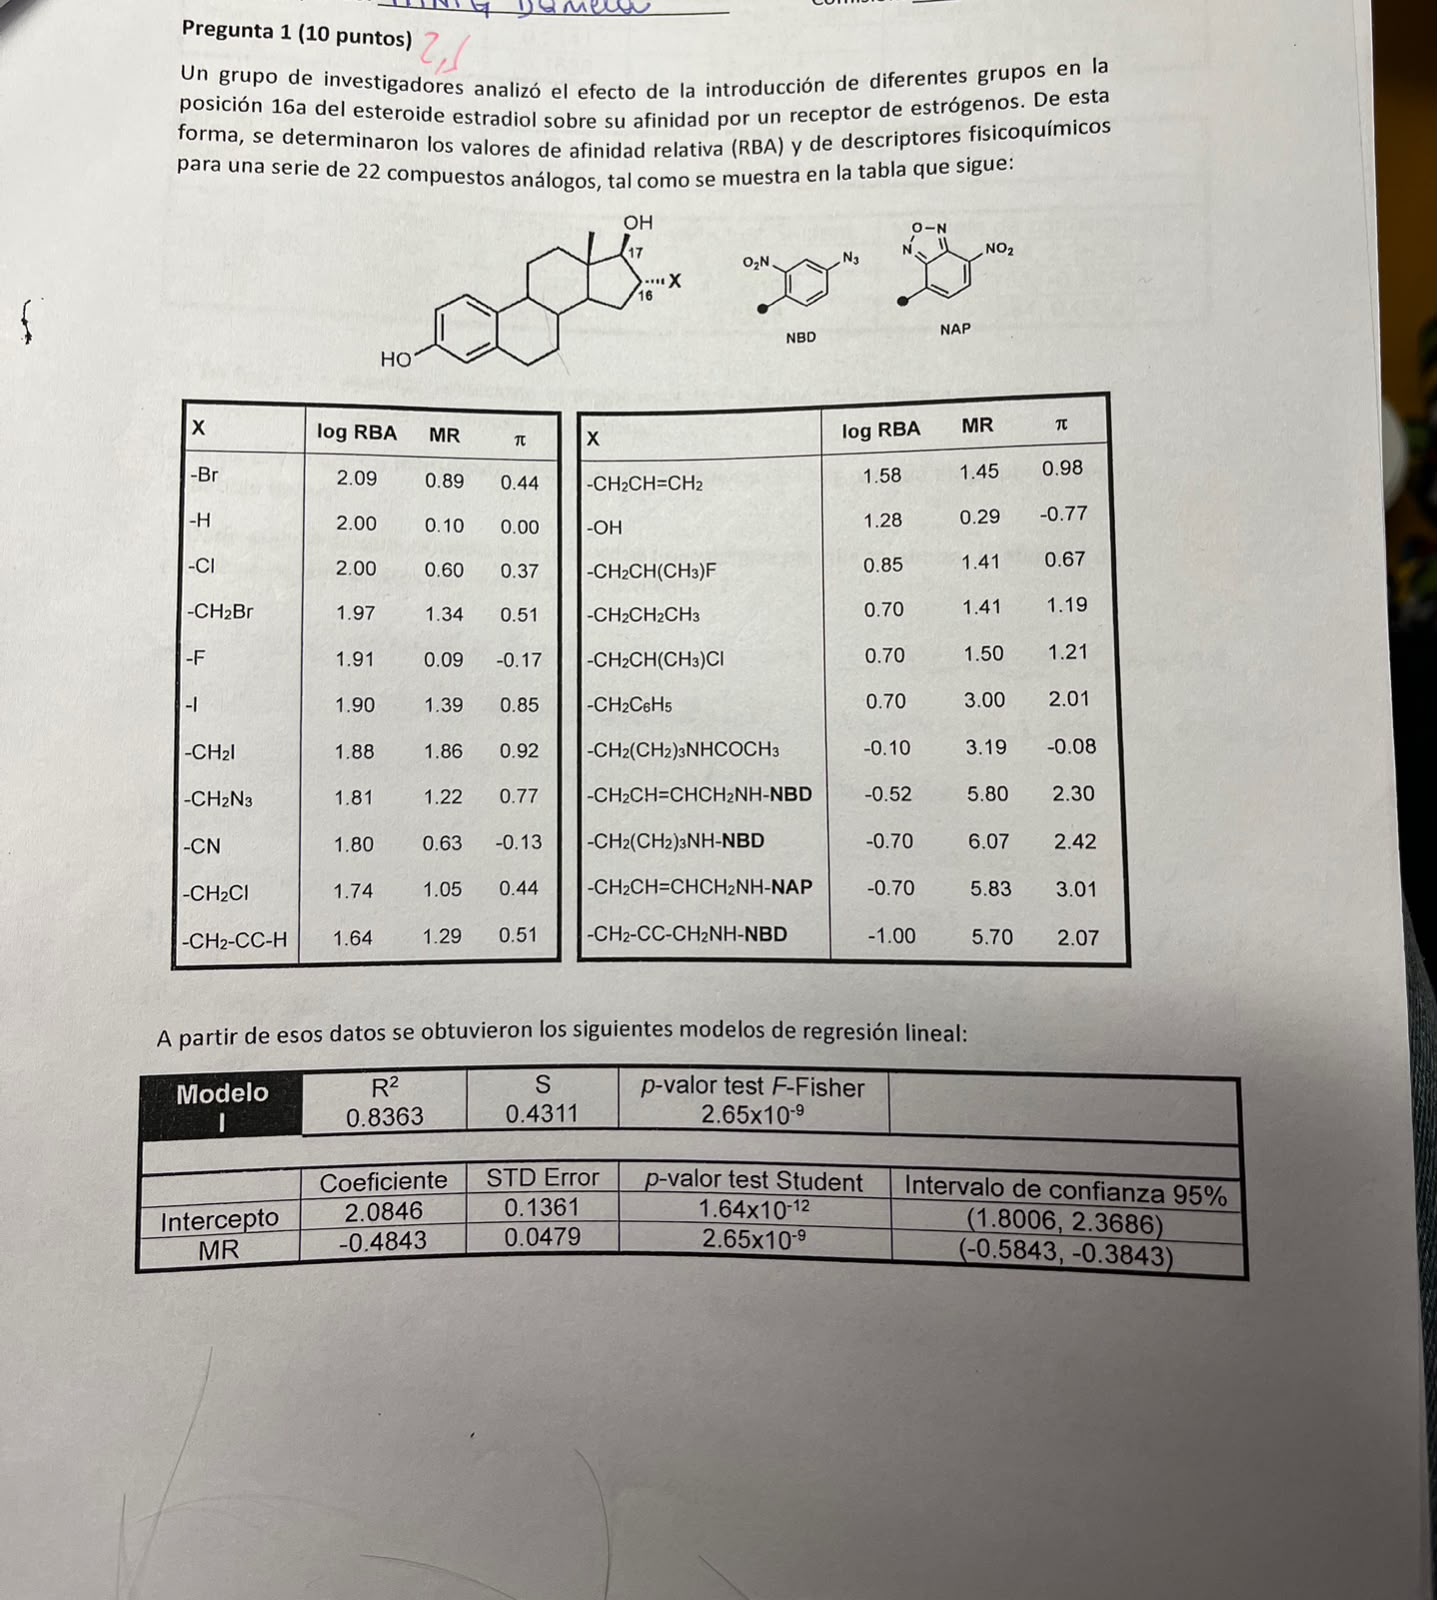 Pregunta 1 (10 puntos)
Un grupo de investigadores analizó el efecto de la introducción de diferentes grupos en la
posición 16a del esteroide estradiol sobre su afinidad por un receptor de estrógenos. De esta
forma, se determinaron los valores de afinidad relativa (RBA) y de descriptores fisicoquímicos
para una serie de 22 compuestos análogos, tal como se muestra en la tabla que sigue:
OH
17
X
16
HO
O₂N
N₃
NBD
O-N
N
NO₂
NAP
X log RBA MR π
-Br 2.09 0.89 0.44
-H 2.00 0.10 0.00
-Cl 2.00 0.60 0.37
-CH₂Br 1.97 1.34 0.51
-F 1.91 0.09 -0.17
-I 1.90 1.39 0.85
-CH₂I 1.88 1.86 0.92
-CH₂N₃ 1.81 1.22 0.77
-CN 1.80 0.63 -0.13
-CH₂Cl 1.74 1.05 0.44
-CH₂-CC-H 1.64 1.29 0.51
X log RBA MR π
-CH₂CH=CH₂ 1.58 1.45 0.98
-OH 1.28 0.29 -0.77
-CH₂CH(CH₃)F 0.85 1.41 0.67
-CH₂CH₂CH₃ 0.70 1.41 1.19
-CH₂CH(CH₃)Cl 0.70 1.50 1.21
-CH₂C₆H₅ 0.70 3.00 2.01
-CH₂(CH₂)₃NHCOCH₃ -0.10 3.19 -0.08
-CH₂CH=CHCH₂NH-NBD -0.52 5.80 2.30
-CH₂(CH₂)₃NH-NBD -0.70 6.07 2.42
-CH₂CH=CHCH₂NH-NAP -0.70 5.83 3.01
-CH₂-CC-CH₂NH-NBD -1.00 5.70 2.07
A partir de esos datos se obtuvieron los siguientes modelos de regresión lineal:
Modelo R² S p-valor test F-Fisher
I 0.8363 0.4311 2.65x10⁻⁹
Coeficiente STD Error p-valor test Student Intervalo de confianza 95%
Intercepto 2.0846 0.1361 1.64x10⁻¹² (1.8006, 2.3686)
MR -0.4843 0.0479 2.65x10⁻⁹ (-0.5843, -0.3843)